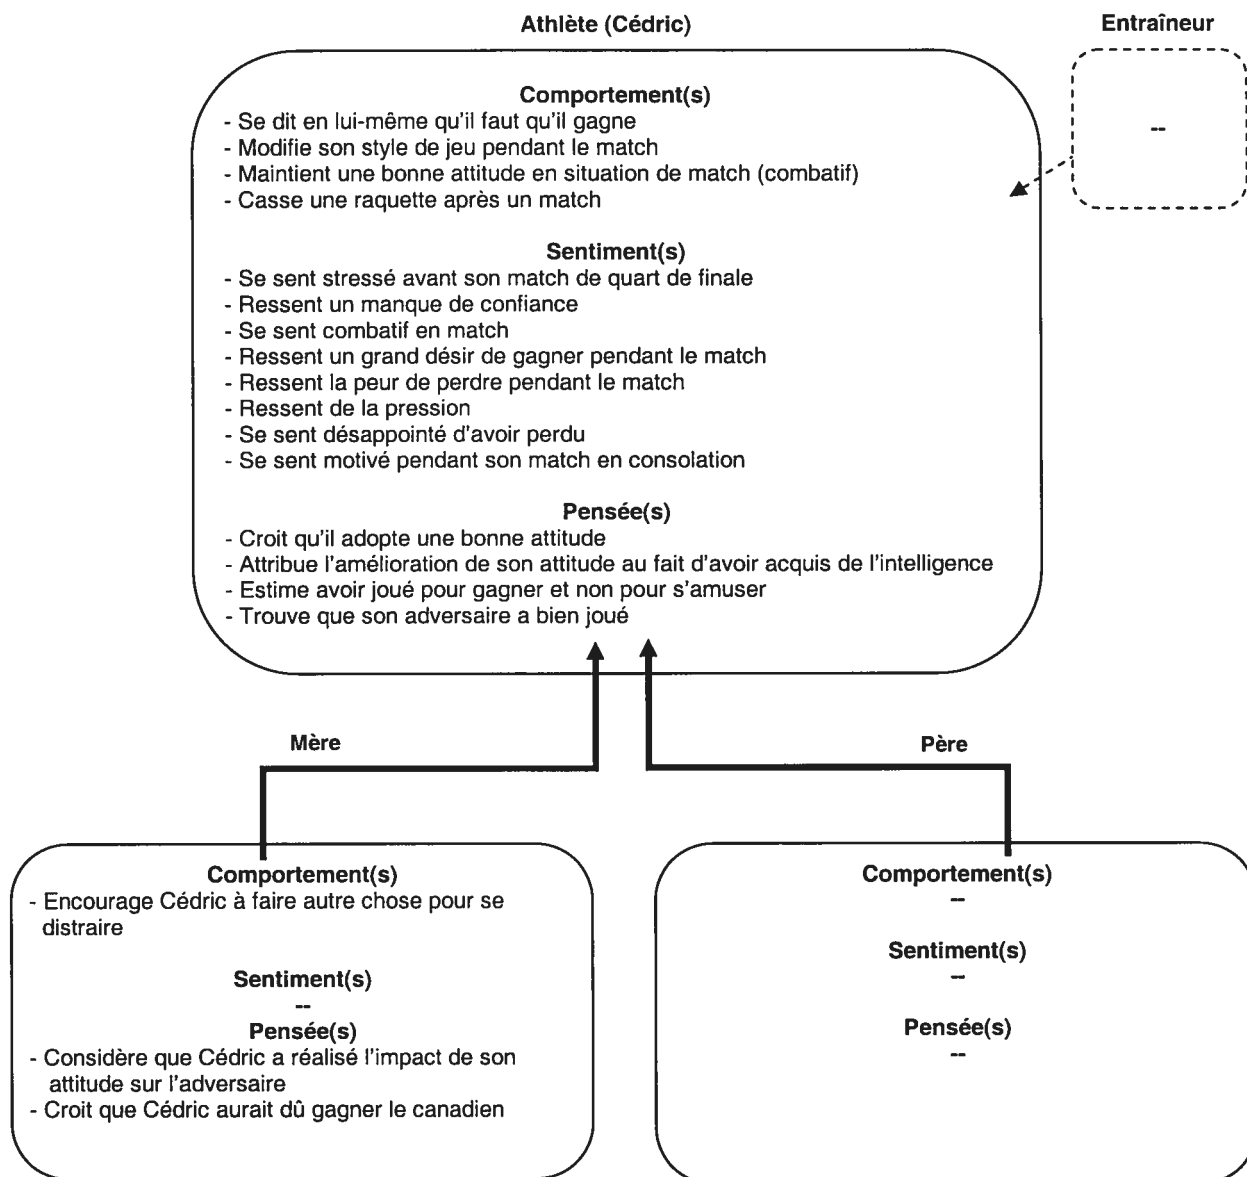 Athlète (Cédric)
Entraîneur
--
Comportement(s)
- Se dit en lui-même qu'il faut qu'il gagne
- Modifie son style de jeu pendant le match
- Maintient une bonne attitude en situation de match (combatif)
- Casse une raquette après un match
Sentiment(s)
- Se sent stressé avant son match de quart de finale
- Ressent un manque de confiance
- Se sent combatif en match
- Ressent un grand désir de gagner pendant le match
- Ressent la peur de perdre pendant le match
- Ressent de la pression
- Se sent désappointé d'avoir perdu
- Se sent motivé pendant son match en consolation
Pensée(s)
- Croit qu'il adopte une bonne attitude
- Attribue l'amélioration de son attitude au fait d'avoir acquis de l'intelligence
- Estime avoir joué pour gagner et non pour s'amuser
- Trouve que son adversaire a bien joué
Mère
Père
Comportement(s)
- Encourage Cédric à faire autre chose pour se
distraire
Sentiment(s)
--
Pensée(s)
- Considère que Cédric a réalisé l'impact de son
attitude sur l'adversaire
- Croit que Cédric aurait dû gagner le canadien
Comportement(s)
--
Sentiment(s)
--
Pensée(s)
--